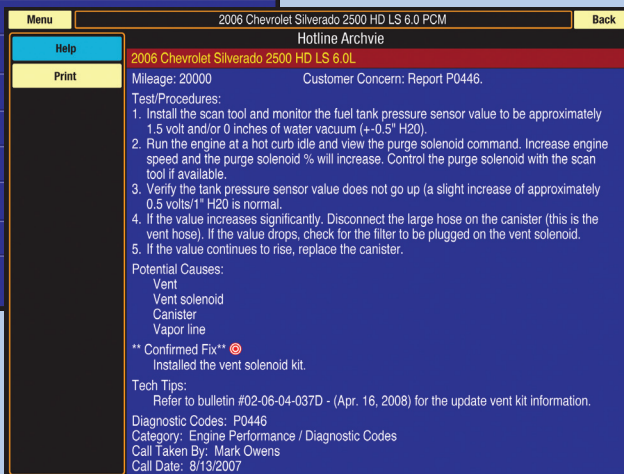 Menu
2006 Chevrolet Silverado 2500 HD LS 6.0 PCM
Back
Help
Print
Hotline Archvie
2006 Chevrolet Silverado 2500 HD LS 6.0L
Mileage: 20000 Customer Concern: Report P0446.
Test/Procedures:
1. Install the scan tool and monitor the fuel tank pressure sensor value to be approximately
1.5 volt and/or 0 inches of water vacuum (+-0.5" H20).
2. Run the engine at a hot curb idle and view the purge solenoid command. Increase engine
speed and the purge solenoid % will increase. Control the purge solenoid with the scan
tool if available.
3. Verify the tank pressure sensor value does not go up (a slight increase of approximately
0.5 volts/1" H20 is normal.
4. If the value increases significantly. Disconnect the large hose on the canister (this is the
vent hose). If the value drops, check for the filter to be plugged on the vent solenoid.
5. If the value continues to rise, replace the canister.
Potential Causes:
Vent
Vent solenoid
Canister
Vapor line
** Confirmed Fix**
Installed the vent solenoid kit.
Tech Tips:
Refer to bulletin #02-06-04-037D - (Apr. 16, 2008) for the update vent kit information.
Diagnostic Codes: P0446
Category: Engine Performance / Diagnostic Codes
Call Taken By: Mark Owens
Call Date: 8/13/2007